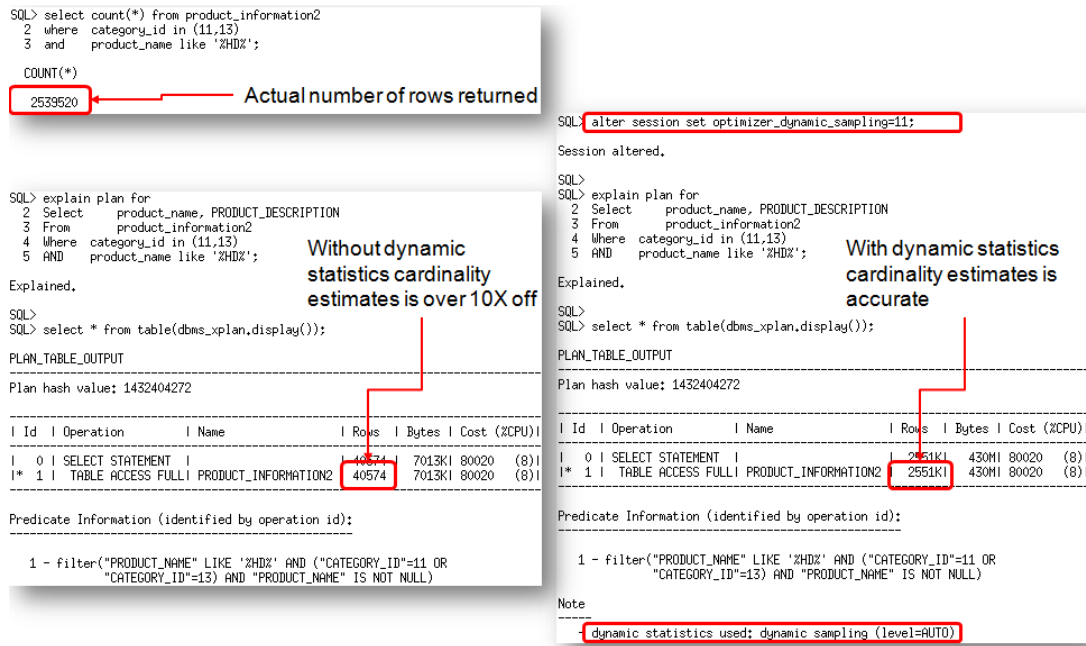 SQL> select count(*) from product_information2
2 where category_id in (11,13)
3 and product_name like '%HD%';
COUNT(*)
2539520
Actual number of rows returned
SQL> explain plan for
2 Select product_name, PRODUCT_DESCRIPTION
3 From product_information2
4 Where category_id in (11,13)
5 AND product_name like '%HD%';
Without dynamic
statistics cardinality
estimates is over 10X off
Explained.
SQL>
SQL> select * from table(dbms_xplan.display());
PLAN_TABLE_OUTPUT
--------------------------------------------------------------------------------
Plan hash value: 1432404272
--------------------------------------------------------------------------------
| Id | Operation | Name | Rows | Bytes | Cost (%CPU)|
--------------------------------------------------------------------------------
| 0 | SELECT STATEMENT | | 40574 | 7013K| 80020 (8)|
|* 1 | TABLE ACCESS FULL| PRODUCT_INFORMATION2 | 40574 | 7013K| 80020 (8)|
--------------------------------------------------------------------------------
Predicate Information (identified by operation id):
---------------------------------------------------
1 - filter("PRODUCT_NAME" LIKE '%HD%' AND ("CATEGORY_ID"=11 OR
"CATEGORY_ID"=13) AND "PRODUCT_NAME" IS NOT NULL)
SQL> alter session set optimizer_dynamic_sampling=11;
Session altered.
SQL>
SQL> explain plan for
2 Select product_name, PRODUCT_DESCRIPTION
3 From product_information2
4 Where category_id in (11,13)
5 AND product_name like '%HD%';
With dynamic statistics
cardinality estimates is
accurate
Explained.
SQL>
SQL> select * from table(dbms_xplan.display());
PLAN_TABLE_OUTPUT
--------------------------------------------------------------------------------
Plan hash value: 1432404272
--------------------------------------------------------------------------------
| Id | Operation | Name | Rows | Bytes | Cost (%CPU)|
--------------------------------------------------------------------------------
| 0 | SELECT STATEMENT | | 2551K| 430M| 80020 (8)|
|* 1 | TABLE ACCESS FULL| PRODUCT_INFORMATION2 | 2551K| 430M| 80020 (8)|
--------------------------------------------------------------------------------
Predicate Information (identified by operation id):
---------------------------------------------------
1 - filter("PRODUCT_NAME" LIKE '%HD%' AND ("CATEGORY_ID"=11 OR
"CATEGORY_ID"=13) AND "PRODUCT_NAME" IS NOT NULL)
Note
-----
- dynamic statistics used: dynamic sampling (level=AUTO)